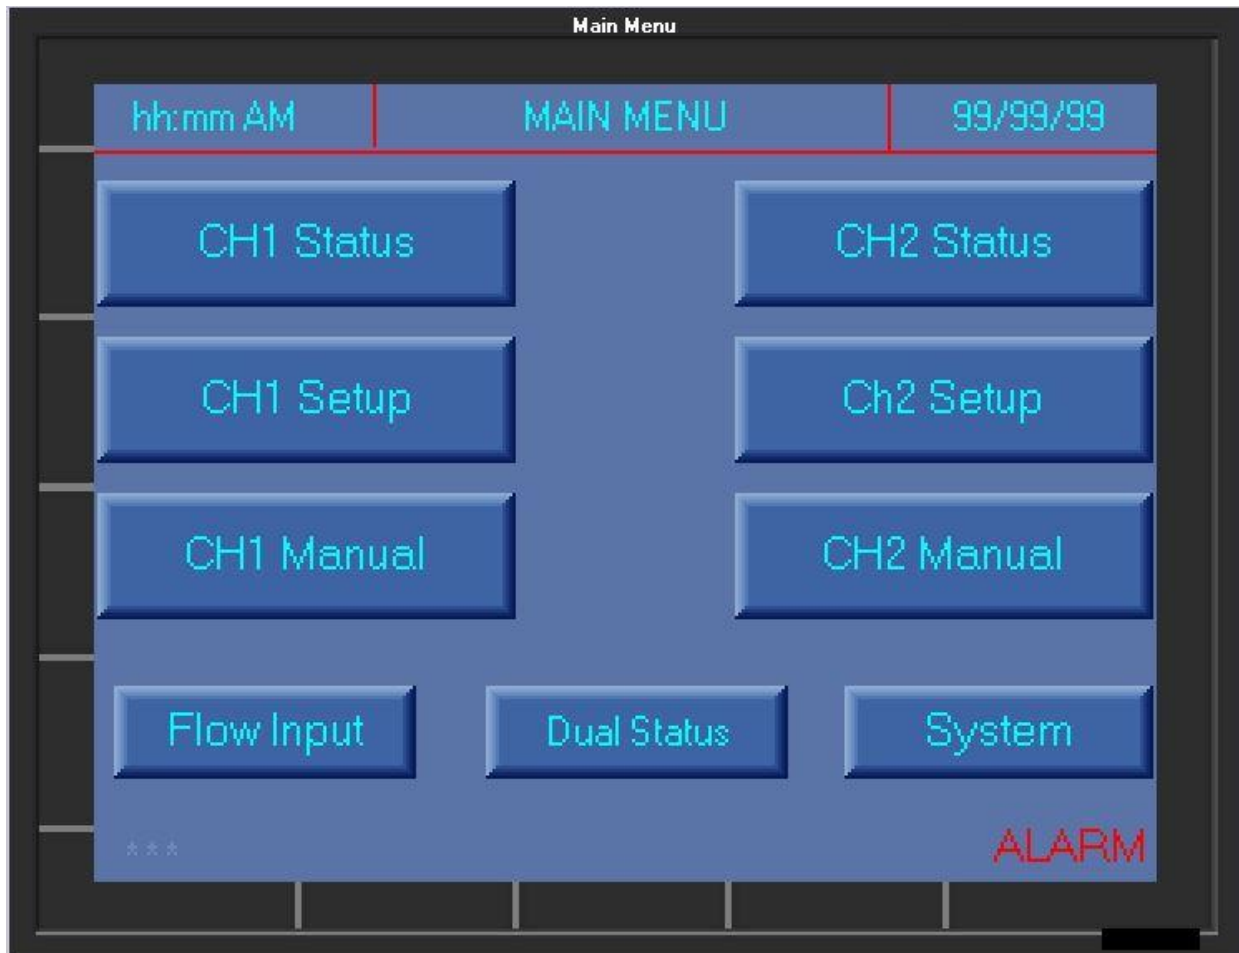 Main Menu
hh:mm AM MAIN MENU 99/99/99
CH1 Status CH2 Status
CH1 Setup Ch2 Setup
CH1 Manual CH2 Manual
Flow Input Dual Status System
*** ALARM